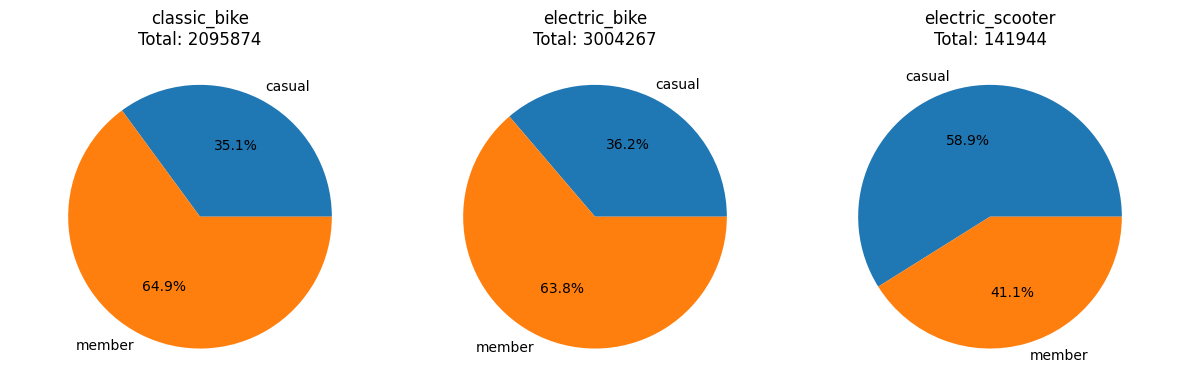 classic_bike
Total: 2095874
casual
35.1%
64.9%
member
electric_bike
Total: 3004267
casual
36.2%
63.8%
member
electric_scooter
Total: 141944
casual
58.9%
41.1%
member